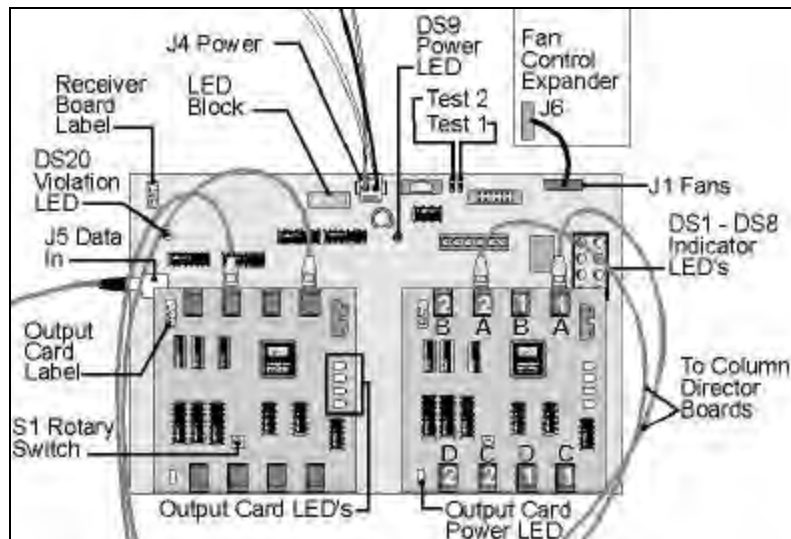 J4 Power
DS9
Power
LED
Fan
Control
Expander
J6
Receiver
Board
Label
LED
Block
Test 2
Test 1
DS20
Violation
LED
J1 Fans
J5 Data
In
DS1 - DS8
Indicator
LED's
2 2 1 1
B A B A
Output
Card
Label
To Column
Director
Boards
S1 Rotary
Switch
D C D C
2 2 1 1
Output Card LED's
Output Card
Power LED